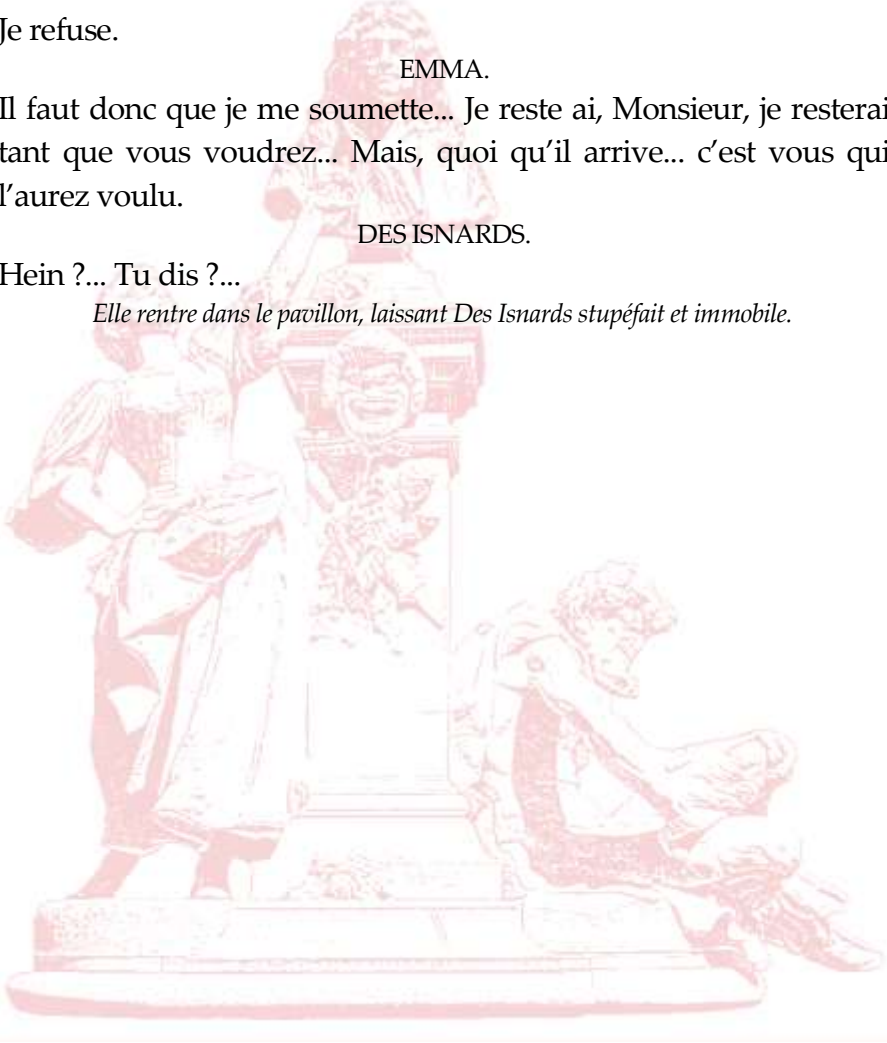 Je refuse.
EMMA.
Il faut donc que je me soumette... Je reste ai, Monsieur, je resterai
tant que vous voudrez... Mais, quoi qu’il arrive... c’est vous qui
l’aurez voulu.
DES ISNARDS.
Hein ?... Tu dis ?...
Elle rentre dans le pavillon, laissant Des Isnards stupéfait et immobile.